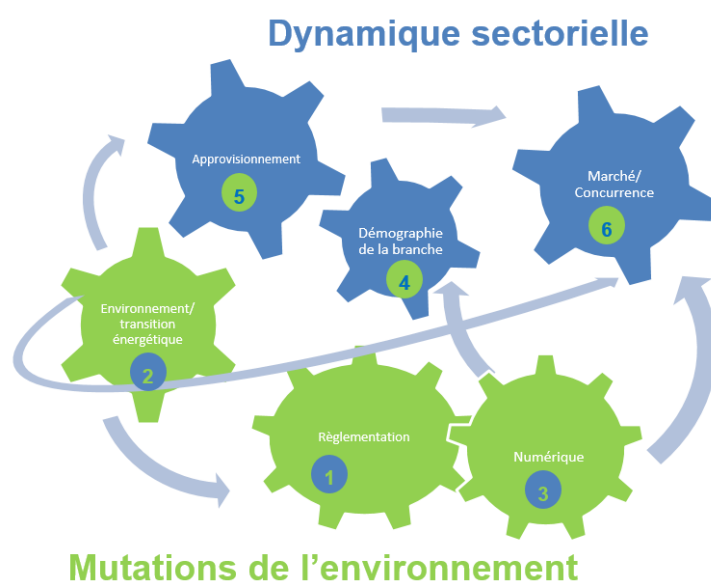 Dynamique sectorielle
Approvisionnement
5
Marché/
Concurrence
6
Démographie
de la branche
4
Environnement/
transition
énergétique
2
Règlementation
1
Numérique
3
Mutations de l'environnement